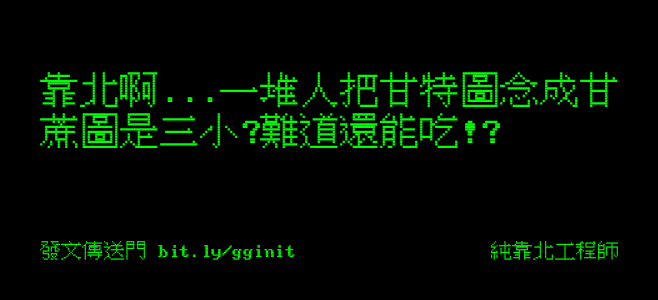 靠北啊...一堆人把甘特圖念成甘
蔗圖是三小?難道還能吃!?
發文傳送門 bit.ly/gginit
純靠北工程師